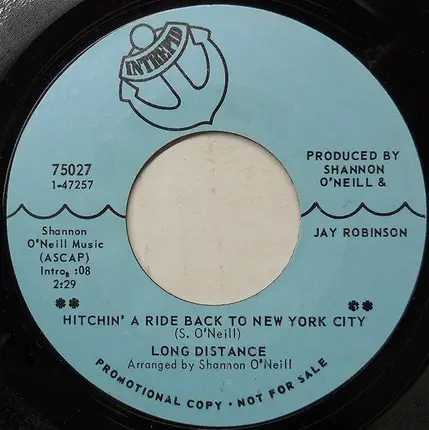 INTREPID
75027
1-47257
PRODUCED BY
SHANNON
O'NEILL &
JAY ROBINSON
Shannon
O'Neill Music
(ASCAP)
Intro: :08
2:29
** **
HITCHIN' A RIDE BACK TO NEW YORK CITY
(S. O'Neill)
LONG DISTANCE
Arranged by Shannon O'Neill
PROMOTIONAL COPY • NOT FOR SALE